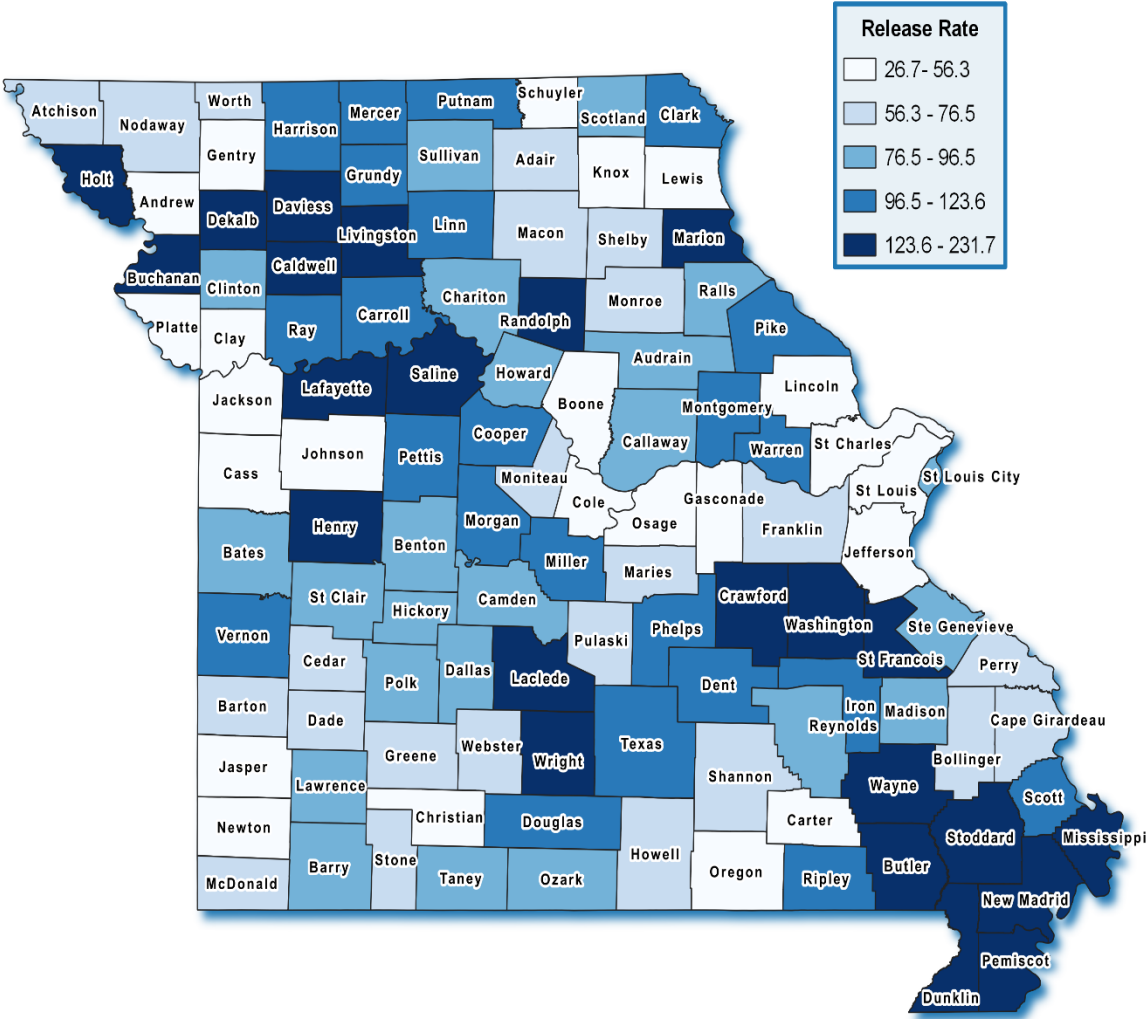 Release Rate
26.7- 56.3
56.3 - 76.5
76.5 - 96.5
96.5 - 123.6
123.6 - 231.7
Atchison
Nodaway
Worth
Harrison
Mercer
Putnam
Schuyler
Scotland
Clark
Gentry
Sullivan
Adair
Knox
Lewis
Holt
Andrew
Dekalb
Daviess
Grundy
Livingston
Linn
Macon
Shelby
Marion
Buchanan
Clinton
Caldwell
Chariton
Randolph
Monroe
Ralls
Platte
Clay
Ray
Carroll
Pike
Audrain
Jackson
Lafayette
Saline
Howard
Boone
Callaway
Montgomery
Lincoln
Cass
Johnson
Pettis
Cooper
Moniteau
Warren
St Charles
Cole
Osage
Gasconade
St Louis
St Louis City
Henry
Benton
Morgan
Miller
Maries
Franklin
Jefferson
Bates
St Clair
Hickory
Camden
Pulaski
Phelps
Crawford
Washington
Ste Genevieve
St Francois
Perry
Vernon
Cedar
Polk
Dallas
Laclede
Dent
Iron
Reynolds
Madison
Cape Girardeau
Barton
Dade
Greene
Webster
Wright
Texas
Shannon
Bollinger
Jasper
Lawrence
Wayne
Scott
Newton
Christian
Douglas
Howell
Carter
Stoddard
Mississippi
McDonald
Barry
Stone
Taney
Ozark
Oregon
Ripley
Butler
New Madrid
Pemiscot
Dunklin